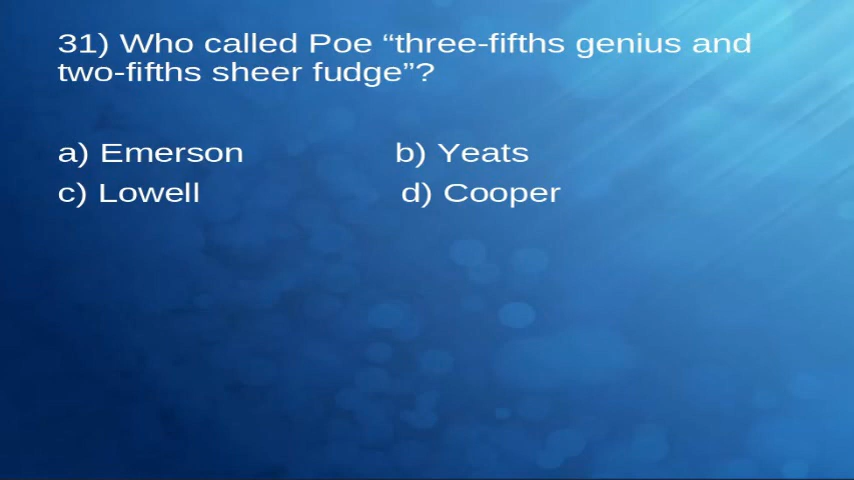 31) Who called Poe “three-fifths genius and
two-fifths sheer fudge”?
a) Emerson b) Yeats
c) Lowell d) Cooper